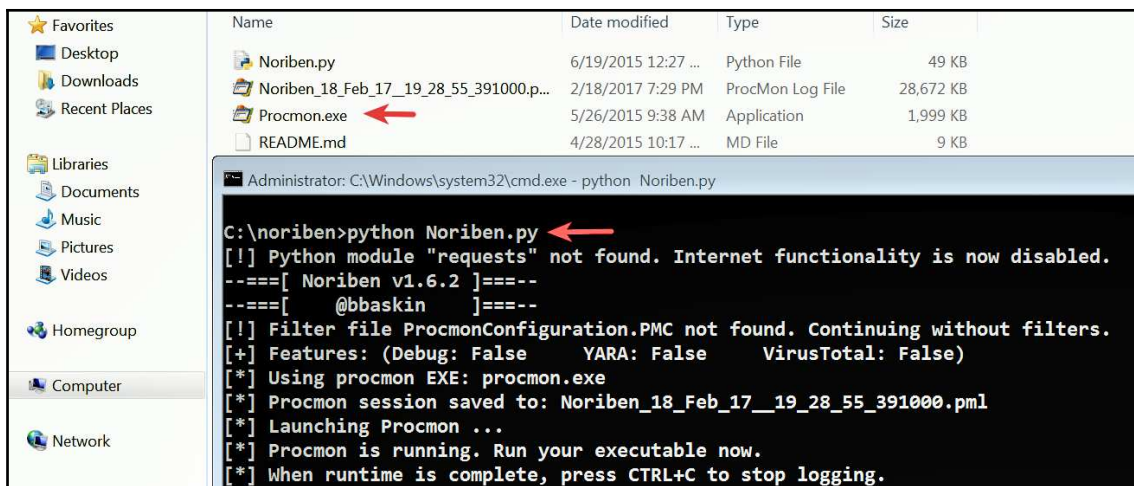 Favorites
Desktop
Downloads
Recent Places
Libraries
Documents
Music
Pictures
Videos
Homegroup
Computer
Network
Name Date modified Type Size
Noriben.py 6/19/2015 12:27 ... Python File 49 KB
Noriben_18_Feb_17__19_28_55_391000.p... 2/18/2017 7:29 PM ProcMon Log File 28,672 KB
Procmon.exe 5/26/2015 9:38 AM Application 1,999 KB
README.md 4/28/2015 10:17 ... MD File 9 KB
Administrator: C:\Windows\system32\cmd.exe - python Noriben.py
C:\noriben>python Noriben.py
[!] Python module "requests" not found. Internet functionality is now disabled.
--===[ Noriben v1.6.2 ]===--
--===[ @bbaskin ]===--
[!] Filter file ProcmonConfiguration.PMC not found. Continuing without filters.
[+] Features: (Debug: False YARA: False VirusTotal: False)
[*] Using procmon EXE: procmon.exe
[*] Procmon session saved to: Noriben_18_Feb_17__19_28_55_391000.pml
[*] Launching Procmon ...
[*] Procmon is running. Run your executable now.
[*] When runtime is complete, press CTRL+C to stop logging.